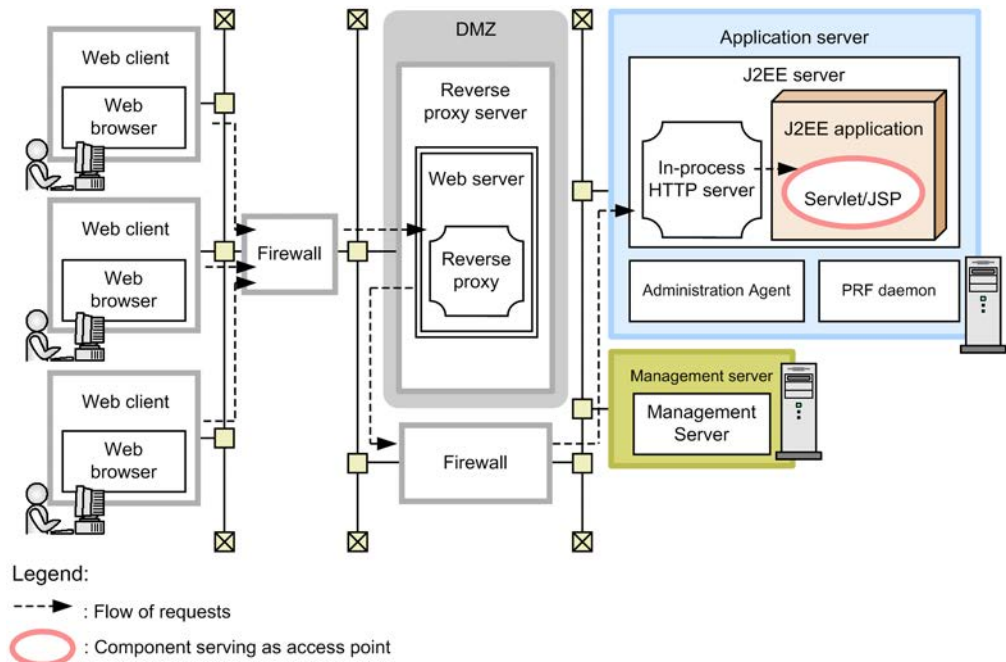 DMZ
Application server
Web client
Web
browser
Reverse
proxy server
J2EE server
J2EE application
In-process
HTTP server
Servlet/JSP
Web server
Web client
Web
browser
Firewall
Reverse
proxy
Administration Agent
PRF daemon
Web client
Web
browser
Management server
Management
Server
Firewall
Legend:
: Flow of requests
: Component serving as access point